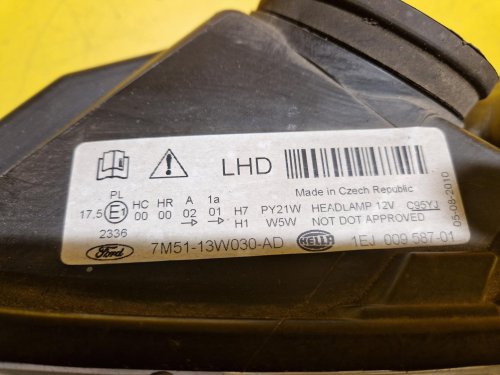 LHD
Made in Czech Republic
PL HC HR A 1a
17.5 E1 00 00 02 01 H7 PY21W HEADLAMP 12V C95YJ
2336 → → H1 W5W NOT DOT APPROVED
Ford 7M51-13W030-AD HELLA 1EJ 009 587-01
05-08-2010